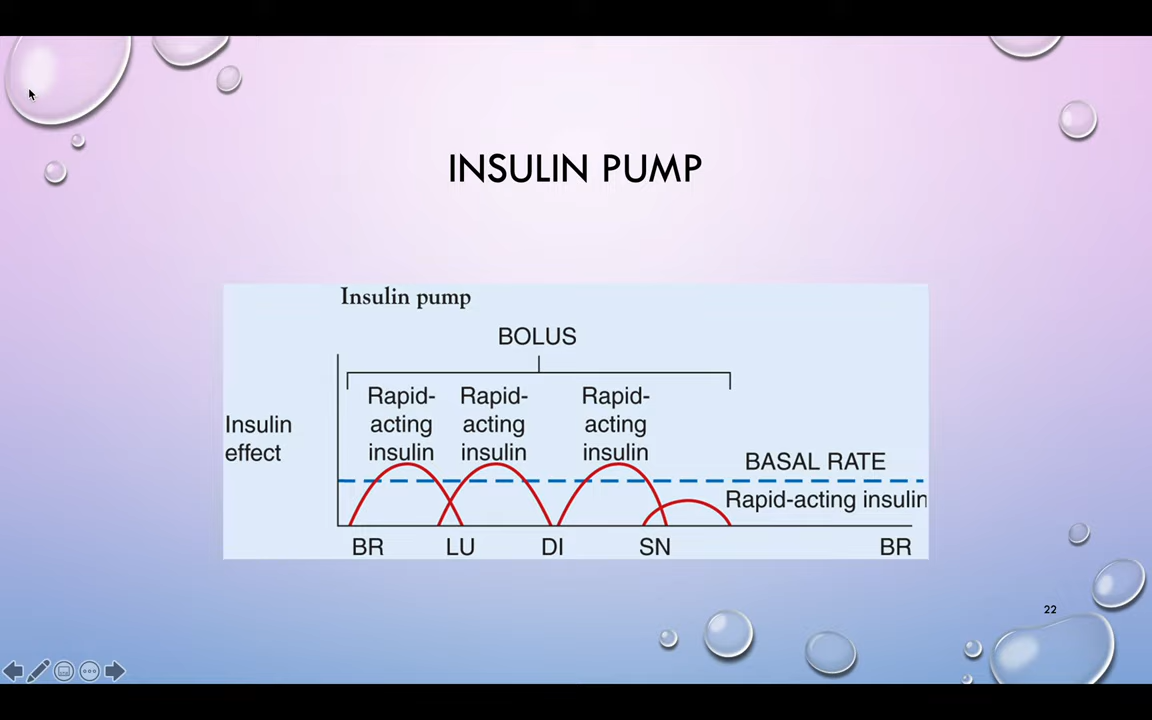 INSULIN PUMP
Insulin pump
BOLUS
Rapid- Rapid- Rapid-
acting acting acting
insulin insulin insulin
Insulin
effect
BASAL RATE
Rapid-acting insulin
BR LU DI SN BR
22